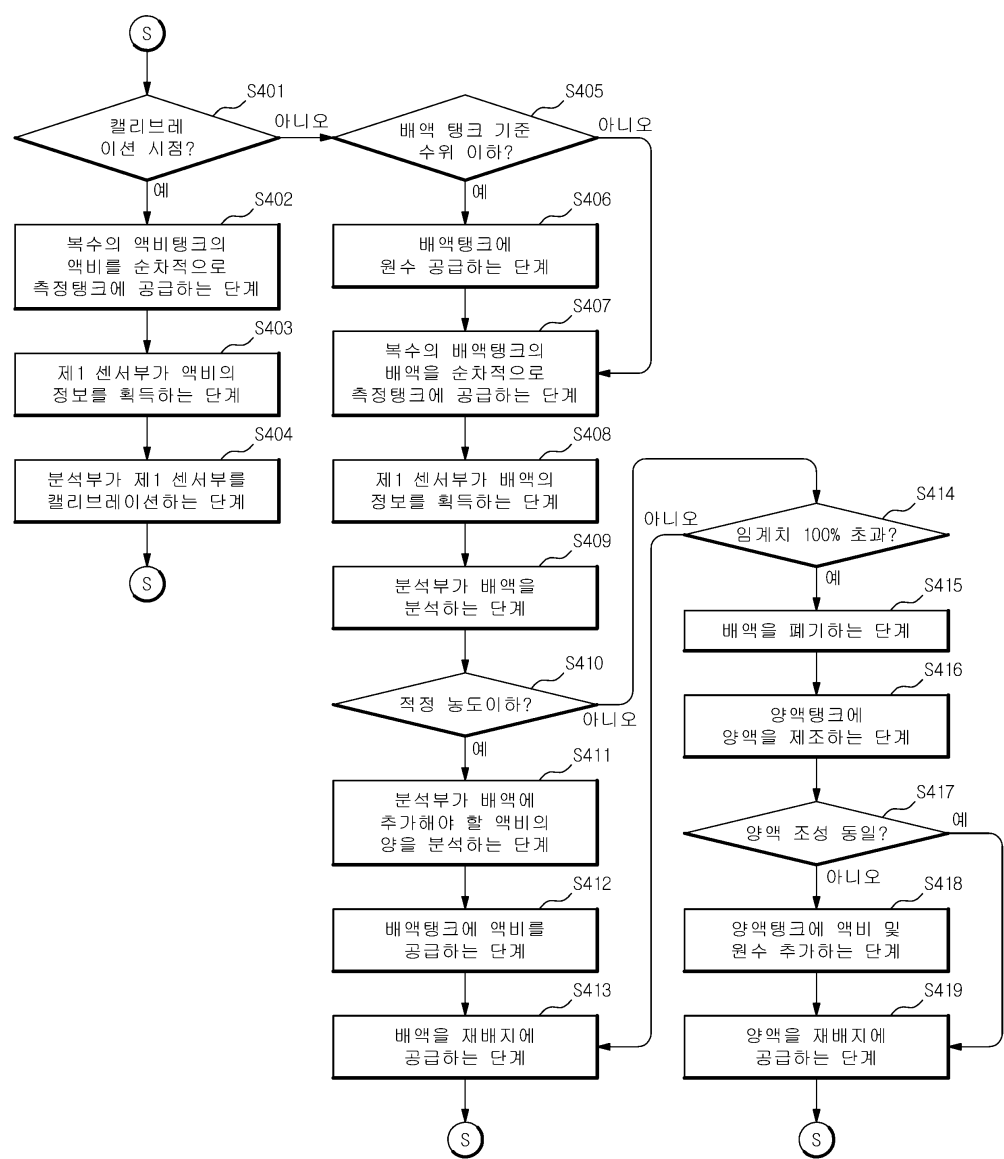 S
S401
캘리브레
이션 시점?
아니오
예
S402
복수의 액비탱크의
액비를 순차적으로
측정탱크에 공급하는 단계
S403
제1 센서부가 액비의
정보를 획득하는 단계
S404
분석부가 제1 센서부를
캘리브레이션하는 단계
S
S405
배액 탱크 기준
수위 이하?
아니오
예
S406
배액탱크에
원수 공급하는 단계
S407
복수의 배액탱크의
배액을 순차적으로
측정탱크에 공급하는 단계
S408
제1 센서부가 배액의
정보를 획득하는 단계
S409
분석부가 배액을
분석하는 단계
S410
적정 농도이하?
아니오
예
S411
분석부가 배액에
추가해야 할 액비의
양을 분석하는 단계
S412
배액탱크에 액비를
공급하는 단계
S413
배액을 재배지에
공급하는 단계
S
S414
아니오
임계치 100% 초과?
예
S415
배액을 폐기하는 단계
S416
양액탱크에
양액을 제조하는 단계
S417
양액 조성 동일?
예
아니오
S418
양액탱크에 액비 및
원수 추가하는 단계
S419
양액을 재배지에
공급하는 단계
S